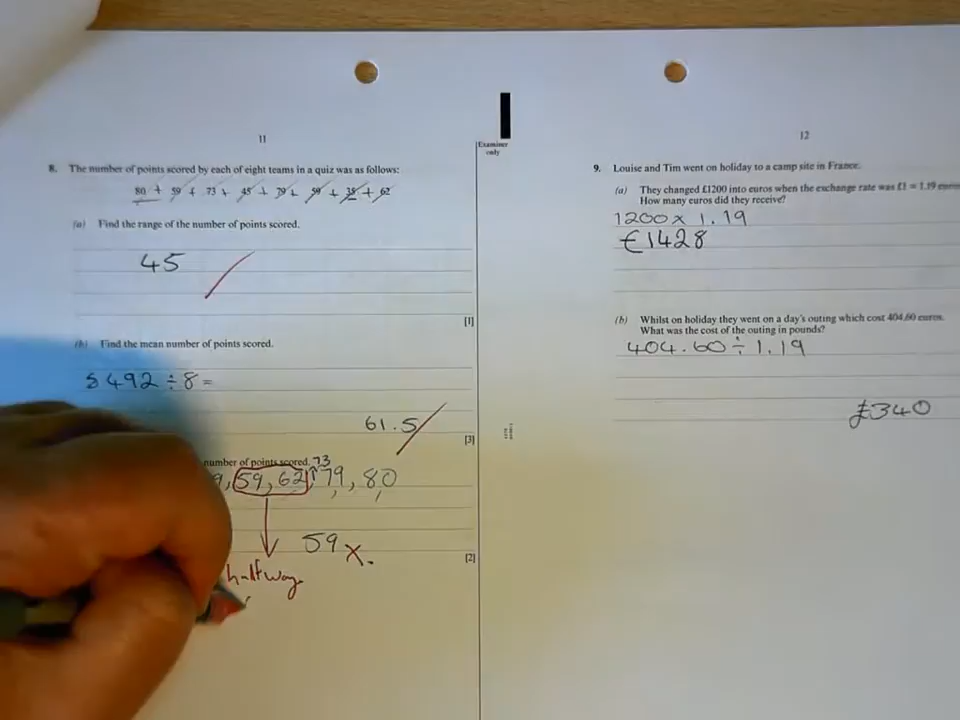 11
Examiner only
8. The number of points scored by each of eight teams in a quiz was as follows:
80 + 59 + 73 + 45 + 79 + 59 + 35 + 62
(a) Find the range of the number of points scored.
45
[1]
(b) Find the mean number of points scored.
492 ÷ 8 =
61.5
[3]
number of points scored.
73
9, 59, 62, 79, 80
59 X.
[2]
halfway
12
9. Louise and Tim went on holiday to a camp site in France.
(a) They changed £1200 into euros when the exchange rate was £1 = 1.19
How many euros did they receive?
1200 x 1.19
€1428
(b) Whilst on holiday they went on a day's outing which cost 404.60 euros.
What was the cost of the outing in pounds?
404.60 ÷ 1.19
£340